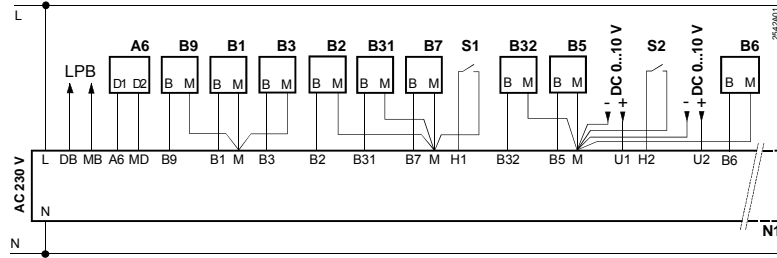 L
2542A01
A6 B9 B1 B3 B2 B31 B7 S1 B32 B5 DC 0...10 V S2 DC 0...10 V B6
LPB
D1 D2 B M B M B M B M B M B M B M B M B M
- + - +
L DB MB A6 MD B9 B1 M B3 B2 B31 B7 M H1 B32 B5 M U1 H2 U2 B6
AC 230 V
N
N1
N